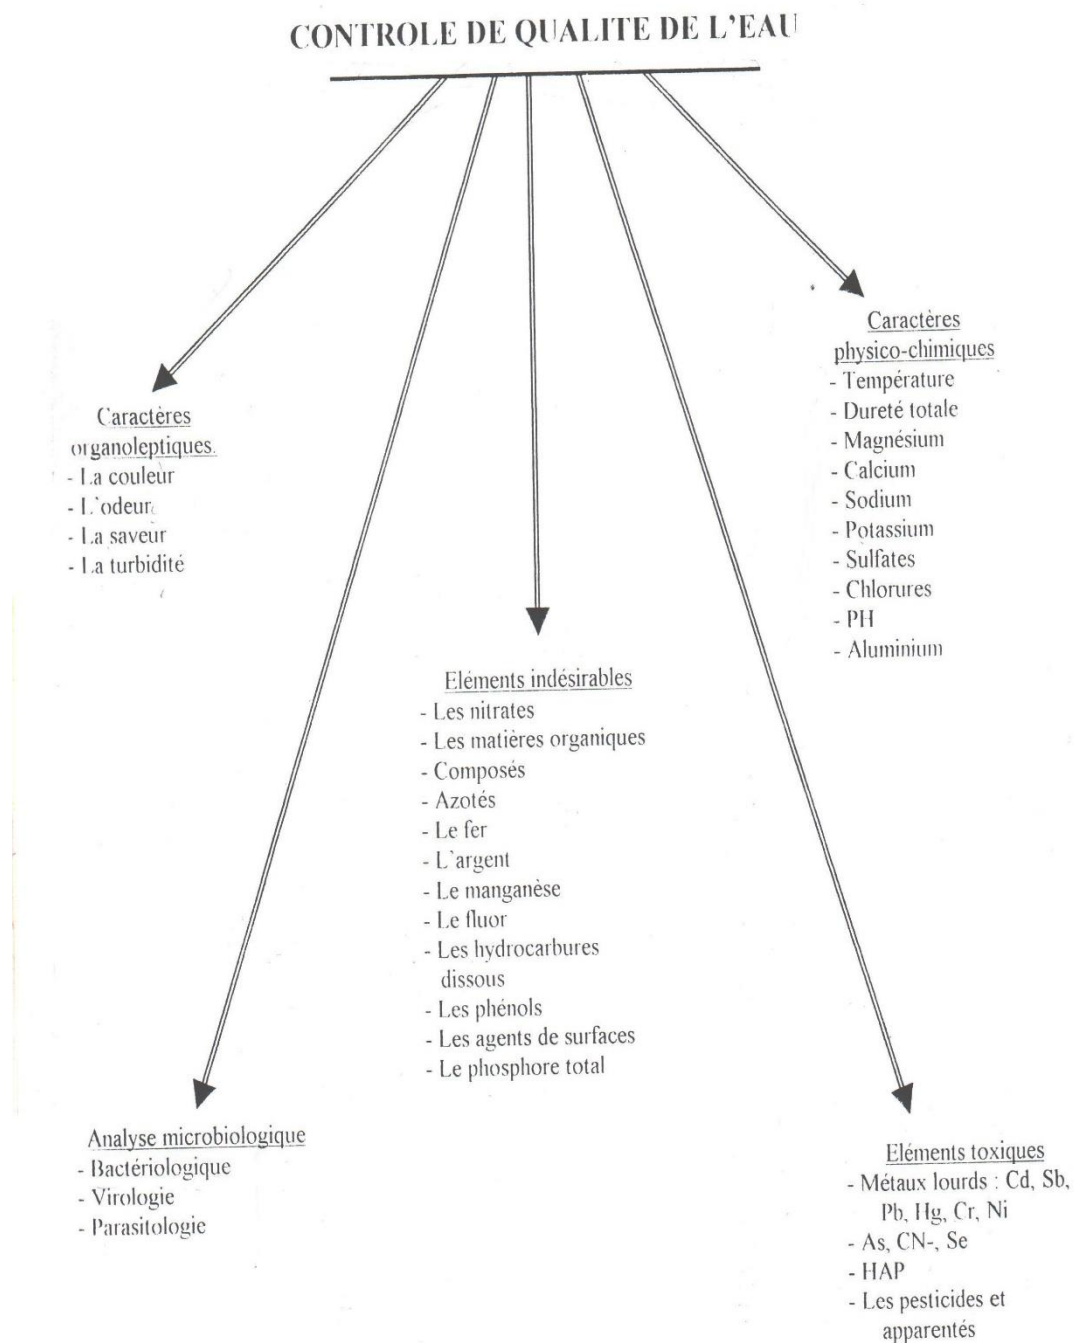 CONTROLE DE QUALITE DE L'EAU
Caractères
organoleptiques.
- La couleur
- L'odeur
- La saveur
- La turbidité
Caractères
physico-chimiques
- Température
- Dureté totale
- Magnésium
- Calcium
- Sodium
- Potassium
- Sulfates
- Chlorures
- PH
- Aluminium
Eléments indésirables
- Les nitrates
- Les matières organiques
- Composés
- Azotés
- Le fer
- L'argent
- Le manganèse
- Le fluor
- Les hydrocarbures
dissous
- Les phénols
- Les agents de surfaces
- Le phosphore total
Analyse microbiologique
- Bactériologique
- Virologie
- Parasitologie
Eléments toxiques
- Métaux lourds : Cd, Sb,
Pb, Hg, Cr, Ni
- As, CN-, Se
- HAP
- Les pesticides et
apparentés